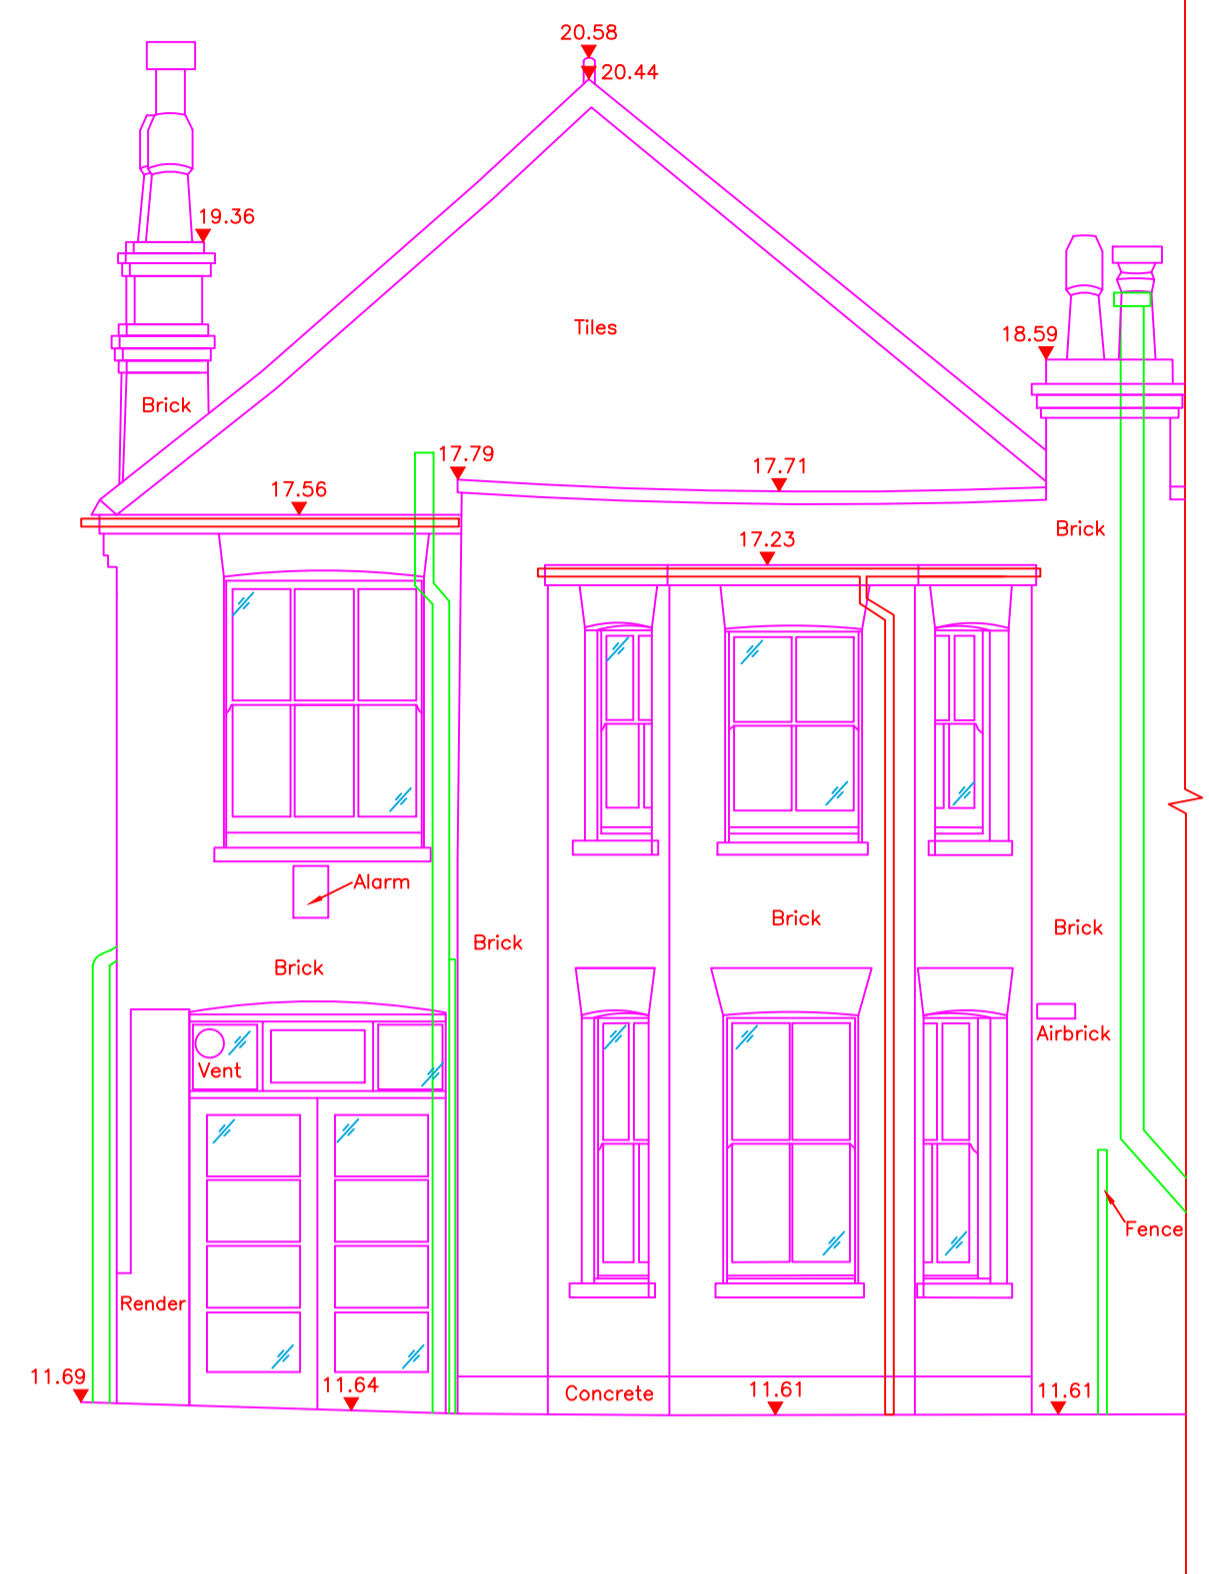 20.58
20.44
19.36
Tiles
18.59
Brick
17.79
17.71
17.56
Brick
17.23
Alarm
Brick
Brick
Brick
Brick
Airbrick
Vent
Fence
Render
11.69
11.64
Concrete
11.61
11.61